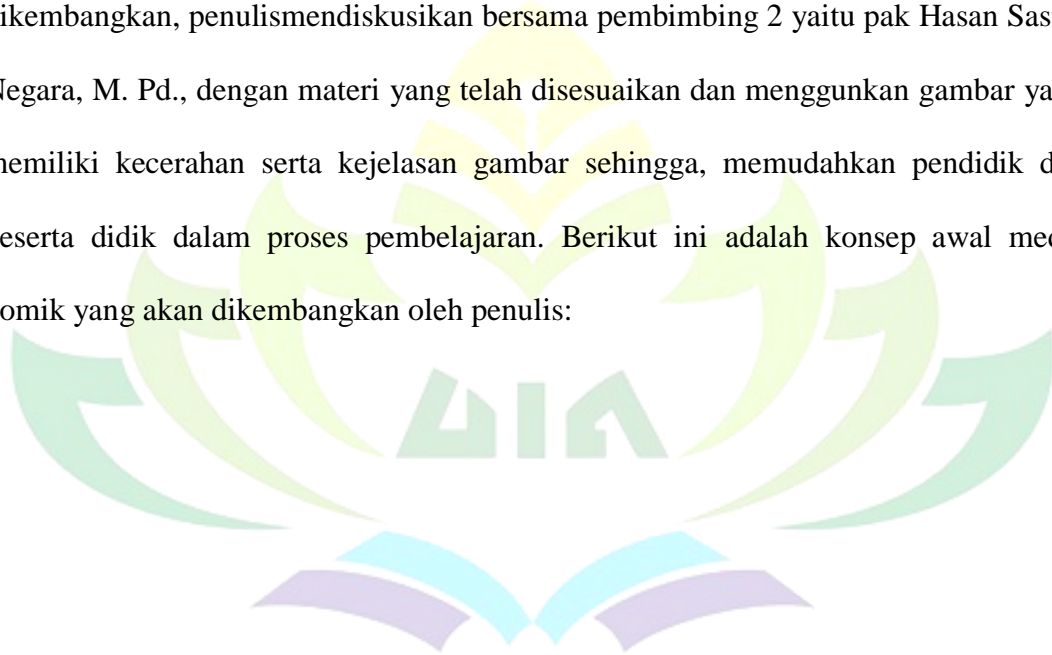 ikembangkan, penulismendiskusikan bersama pembimbing 2 yaitu pak Hasan Sas
Negara, M. Pd., dengan materi yang telah disesuaikan dan menggunkan gambar ya
memiliki kecerahan serta kejelasan gambar sehingga, memudahkan pendidik d
eserta didik dalam proses pembelajaran. Berikut ini adalah konsep awal med
omik yang akan dikembangkan oleh penulis:
UIN